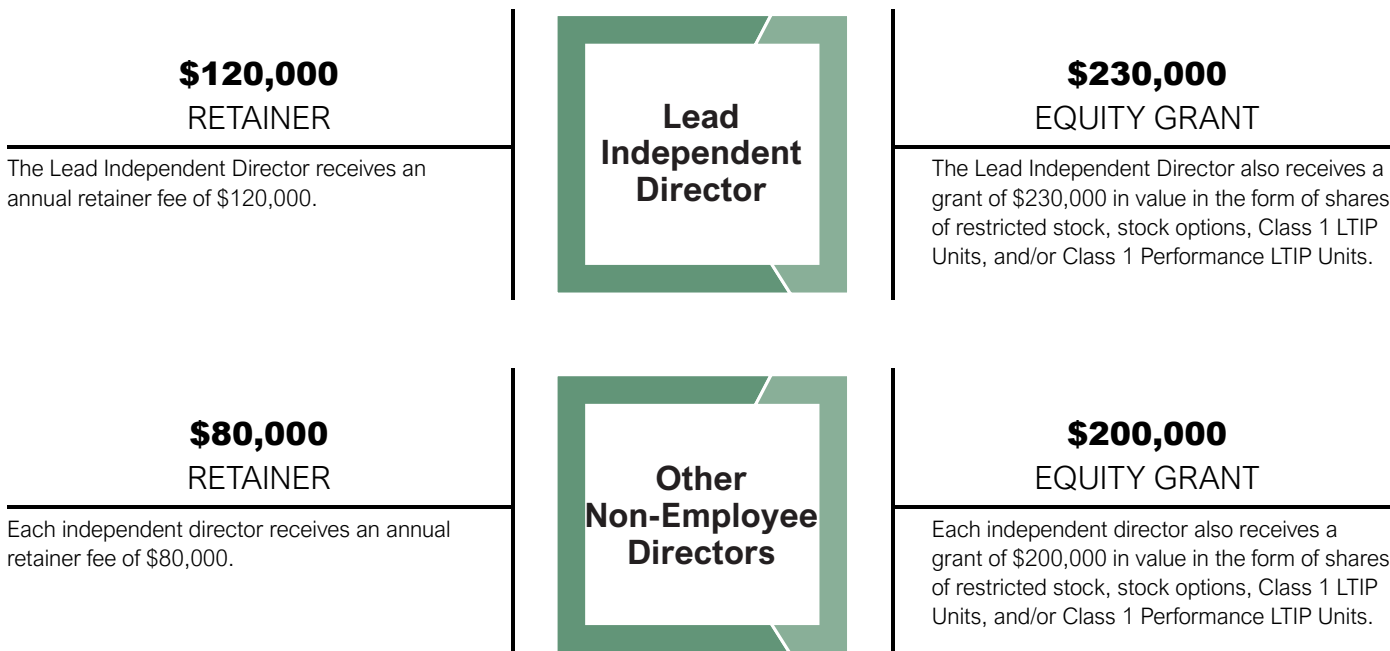 $120,000
RETAINER
The Lead Independent Director receives an
annual retainer fee of $120,000.
Lead
Independent
Director
$230,000
EQUITY GRANT
The Lead Independent Director also receives a
grant of $230,000 in value in the form of shares
of restricted stock, stock options, Class 1 LTIP
Units, and/or Class 1 Performance LTIP Units.
$80,000
RETAINER
Each independent director receives an annual
retainer fee of $80,000.
Other
Non-Employee
Directors
$200,000
EQUITY GRANT
Each independent director also receives a
grant of $200,000 in value in the form of shares
of restricted stock, stock options, Class 1 LTIP
Units, and/or Class 1 Performance LTIP Units.